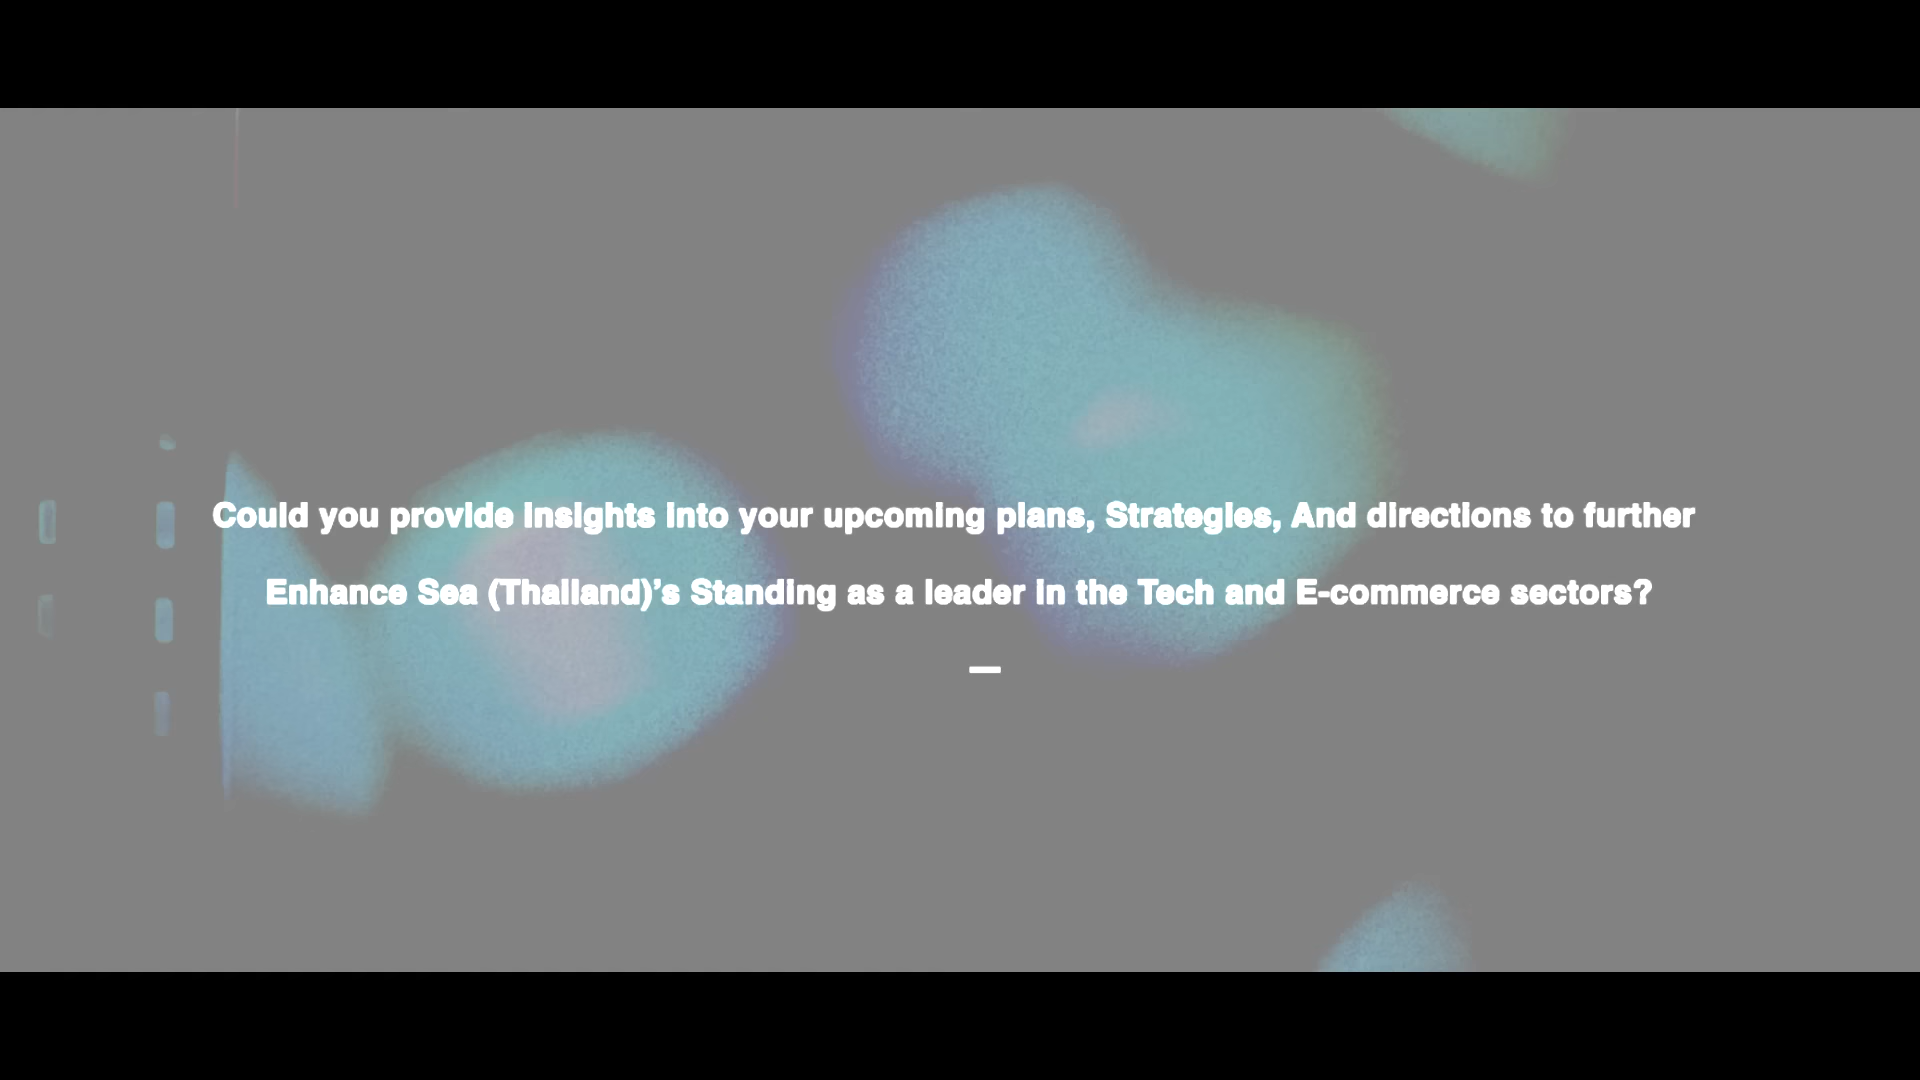 Could you provide insights into your upcoming plans, Strategies, And directions to further
Enhance Sea (Thailand)’s Standing as a leader in the Tech and E-commerce sectors?